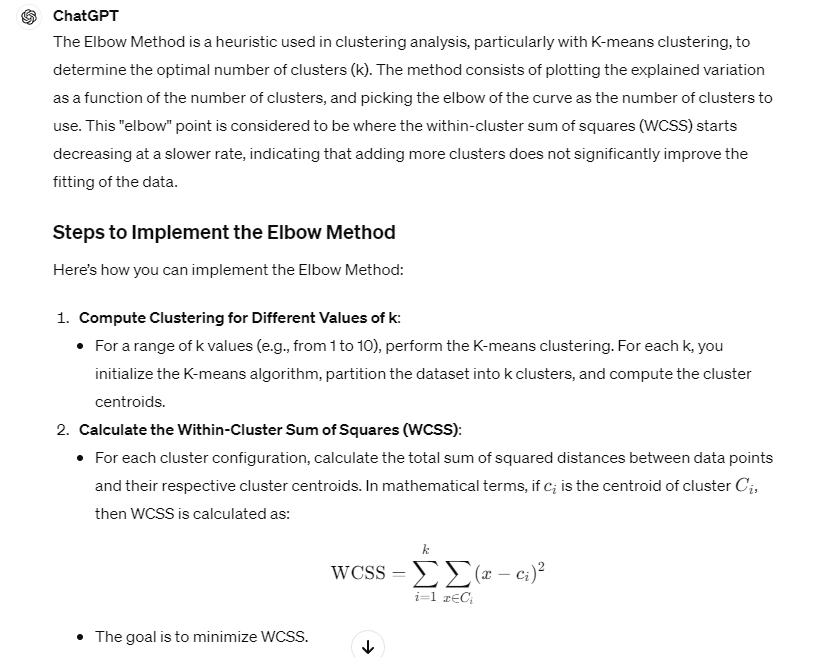 ChatGPT
The Elbow Method is a heuristic used in clustering analysis, particularly with K-means clustering, to
determine the optimal number of clusters (k). The method consists of plotting the explained variation
as a function of the number of clusters, and picking the elbow of the curve as the number of clusters to
use. This "elbow" point is considered to be where the within-cluster sum of squares (WCSS) starts
decreasing at a slower rate, indicating that adding more clusters does not significantly improve the
fitting of the data.
Steps to Implement the Elbow Method
Here's how you can implement the Elbow Method:
1. Compute Clustering for Different Values of k:
• For a range of k values (e.g., from 1 to 10), perform the K-means clustering. For each k, you
initialize the K-means algorithm, partition the dataset into k clusters, and compute the cluster
centroids.
2. Calculate the Within-Cluster Sum of Squares (WCSS):
• For each cluster configuration, calculate the total sum of squared distances between data points
and their respective cluster centroids. In mathematical terms, if cᵢ is the centroid of cluster Cᵢ,
then WCSS is calculated as:
WCSS = ∑_{i=1}^{k} ∑_{x∈Cᵢ} (x − cᵢ)²
• The goal is to minimize WCSS.